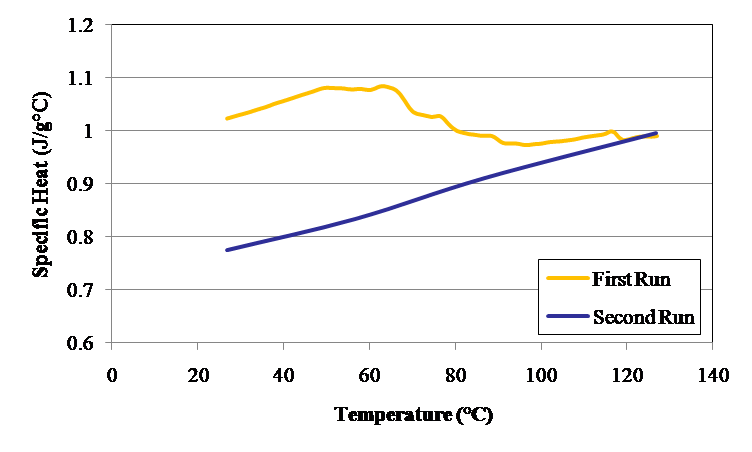 1.2
1.1
1
0.9
0.8
0.7
0.6
Specific Heat (J/g°C)
First Run
Second Run
0 20 40 60 80 100 120 140
Temperature (°C)